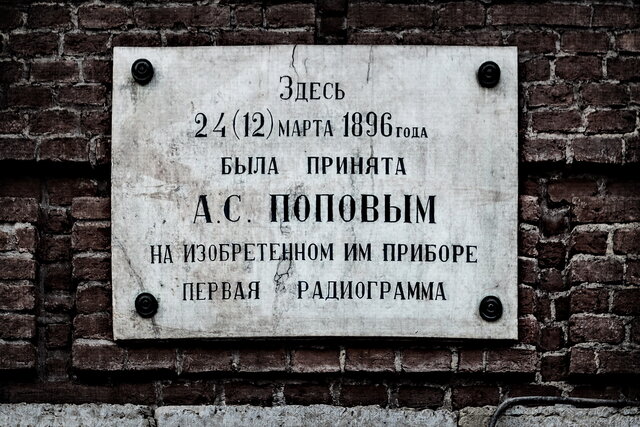 Здесь
24(12) марта 1896 года
была принята
А.С. Поповым
на изобретенном им приборе
первая радиограмма